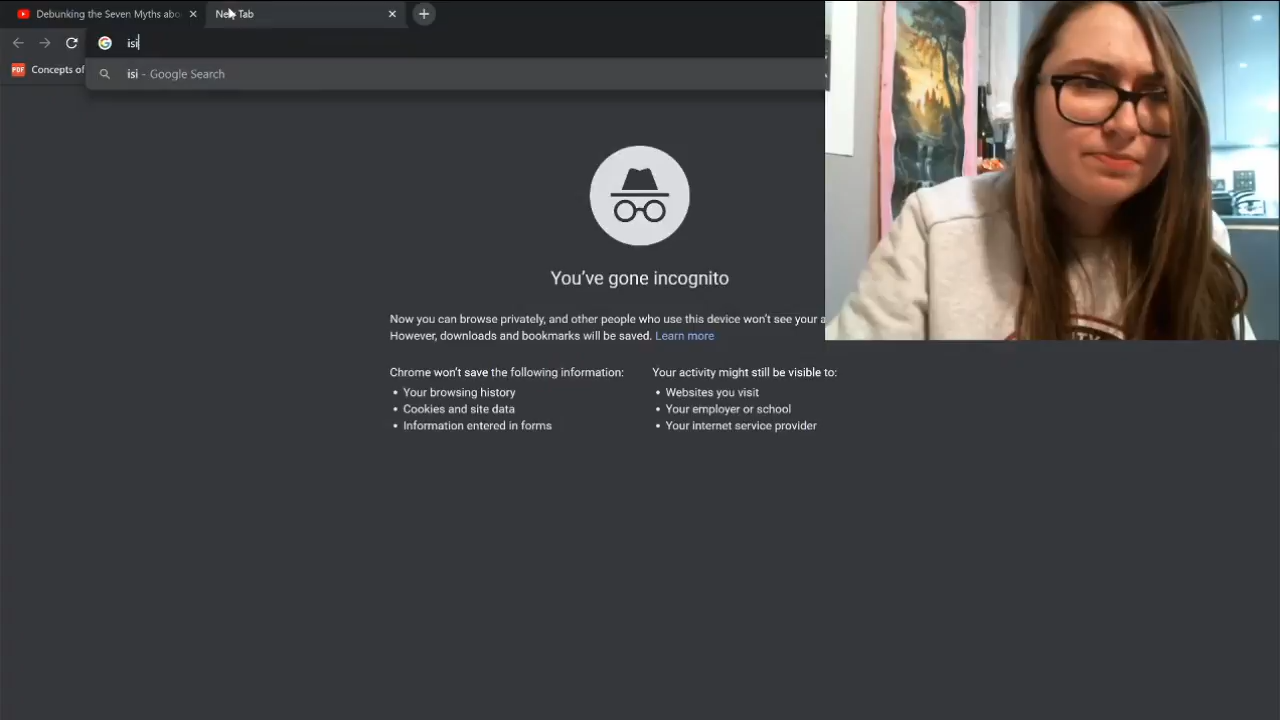 Debunking the Seven Myths abo
New Tab
isi
PDF Concepts of
isi - Google Search
You've gone incognito
Now you can browse privately, and other people who use this device won't see your a
However, downloads and bookmarks will be saved. Learn more
Chrome won't save the following information:
• Your browsing history
• Cookies and site data
• Information entered in forms
Your activity might still be visible to:
• Websites you visit
• Your employer or school
• Your internet service provider